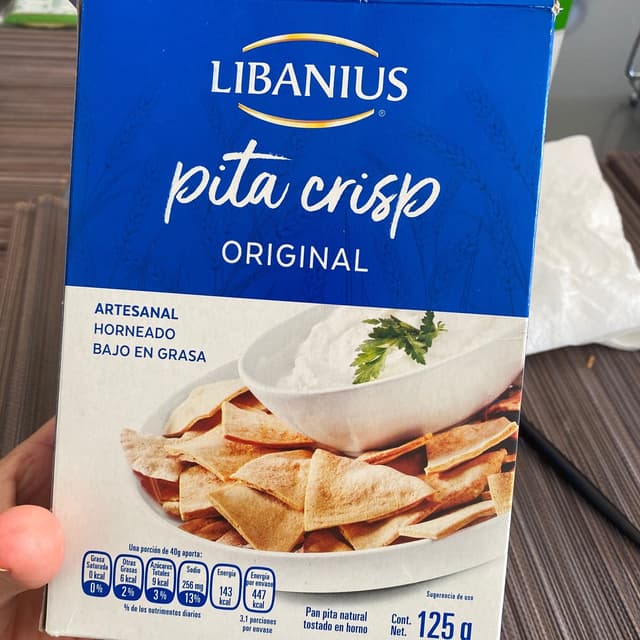 LIBANIUS
®
pita crisp
ORIGINAL
ARTESANAL
HORNEADO
BAJO EN GRASA
Una porción de 40g aporta:
Grasa Saturada 0 kcal 0%
Otras Grasas 6 kcal 2%
Azúcares Totales 9 kcal 3%
Sodio 256 mg 13%
Energía 143 kcal
Energía por envase 447 kcal
% de los nutrimentos diarios
3.1 porciones
por envase
Pan pita natural
tostado en horno
Sugerencia de uso
Cont.
Net. 125 g